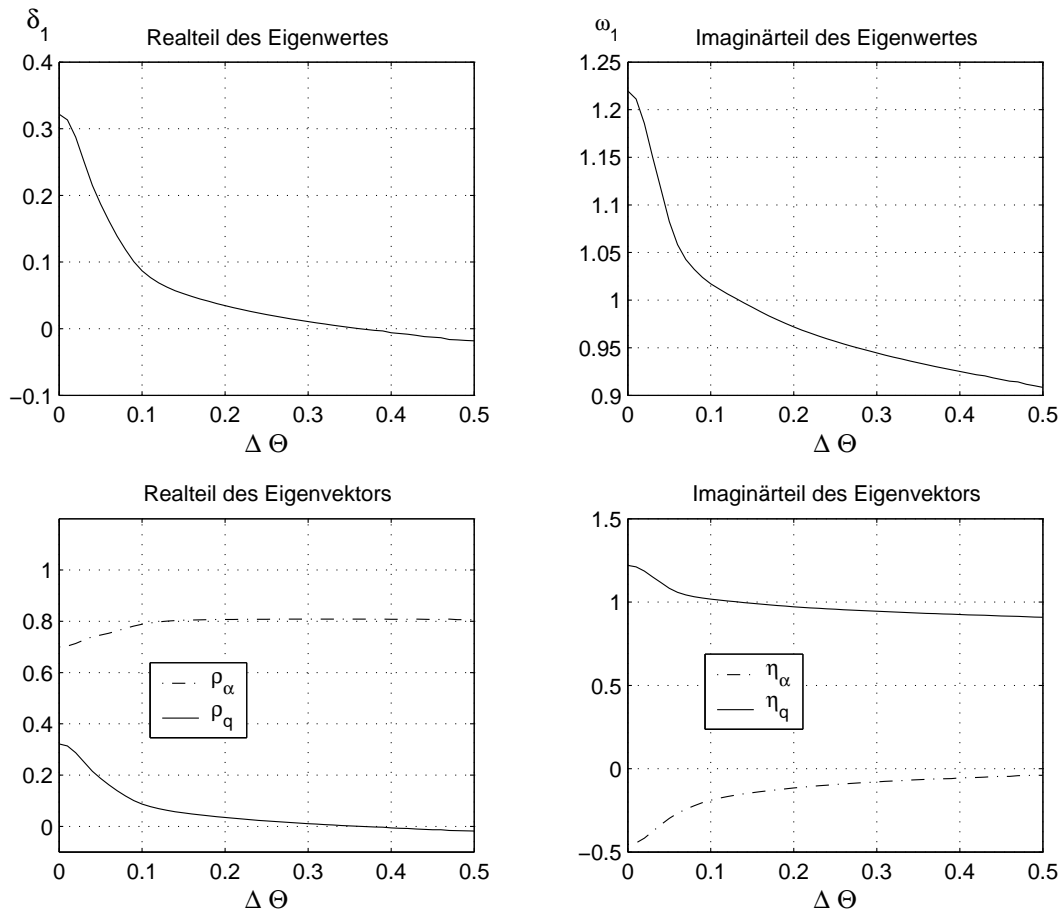 δ1
Realteil des Eigenwertes
0.4
0.3
0.2
0.1
0
−0.1
0 0.1 0.2 0.3 0.4 0.5
Δ Θ
ω1
Imaginärteil des Eigenwertes
1.25
1.2
1.15
1.1
1.05
1
0.95
0.9
0 0.1 0.2 0.3 0.4 0.5
Δ Θ
Realteil des Eigenvektors
1
0.8
0.6
0.4
0.2
0
ρα
ρq
0 0.1 0.2 0.3 0.4 0.5
Δ Θ
Imaginärteil des Eigenvektors
1.5
1
0.5
0
−0.5
ηα
ηq
0 0.1 0.2 0.3 0.4 0.5
Δ Θ